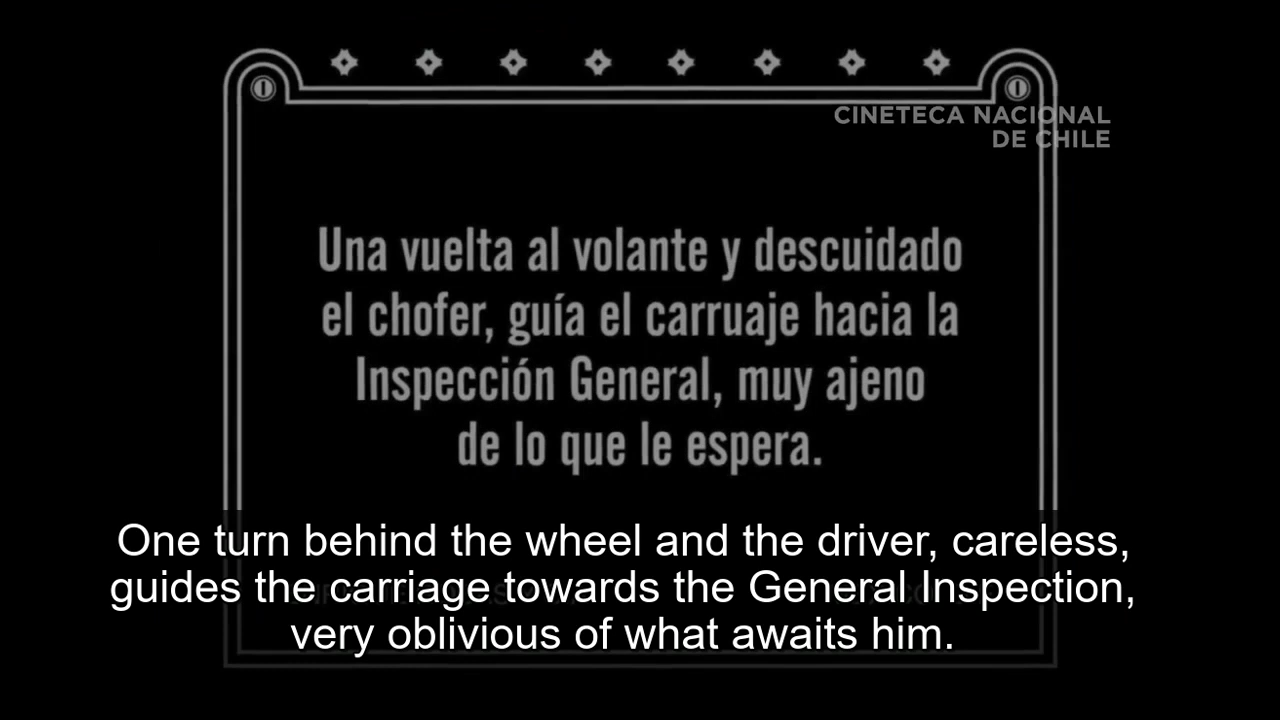 CINETECA NACIONAL
DE CHILE
Una vuelta al volante y descuidado
el chofer, guía el carruaje hacia la
Inspección General, muy ajeno
de lo que le espera.
One turn behind the wheel and the driver, careless,
guides the carriage towards the General Inspection,
very oblivious of what awaits him.